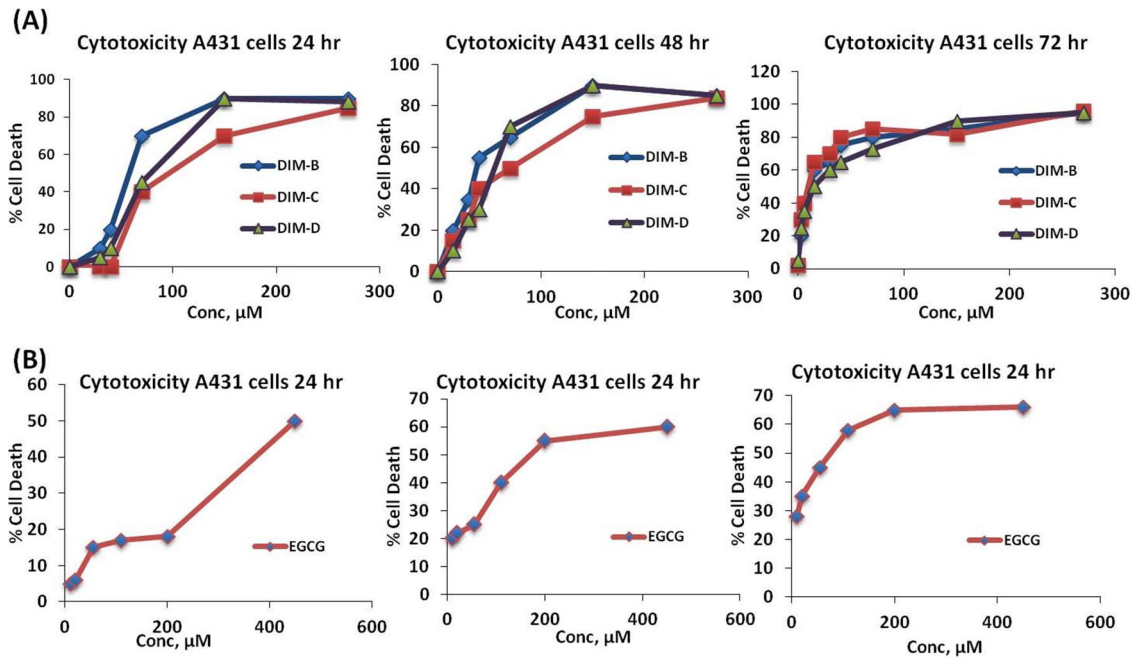 (A)
Cytotoxicity A431 cells 24 hr
% Cell Death
100
80
60
40
20
0
0 100 200 300
Conc, µM
DIM-B
DIM-C
DIM-D
Cytotoxicity A431 cells 48 hr
% Cell Death
100
80
60
40
20
0
0 100 200 300
Conc, µM
DIM-B
DIM-C
DIM-D
Cytotoxicity A431 cells 72 hr
% Cell Death
120
100
80
60
40
20
0
0 100 200 300
Conc, µM
DIM-B
DIM-C
DIM-D
(B)
Cytotoxicity A431 cells 24 hr
% Cell Death
60
50
40
30
20
10
0
0 200 400 600
Conc, µM
EGCG
Cytotoxicity A431 cells 24 hr
% Cell Death
70
60
50
40
30
20
10
0
0 200 400 600
Conc, µM
EGCG
Cytotoxicity A431 cells 24 hr
% Cell Death
70
60
50
40
30
20
10
0
0 200 400 600
Conc, µM
EGCG